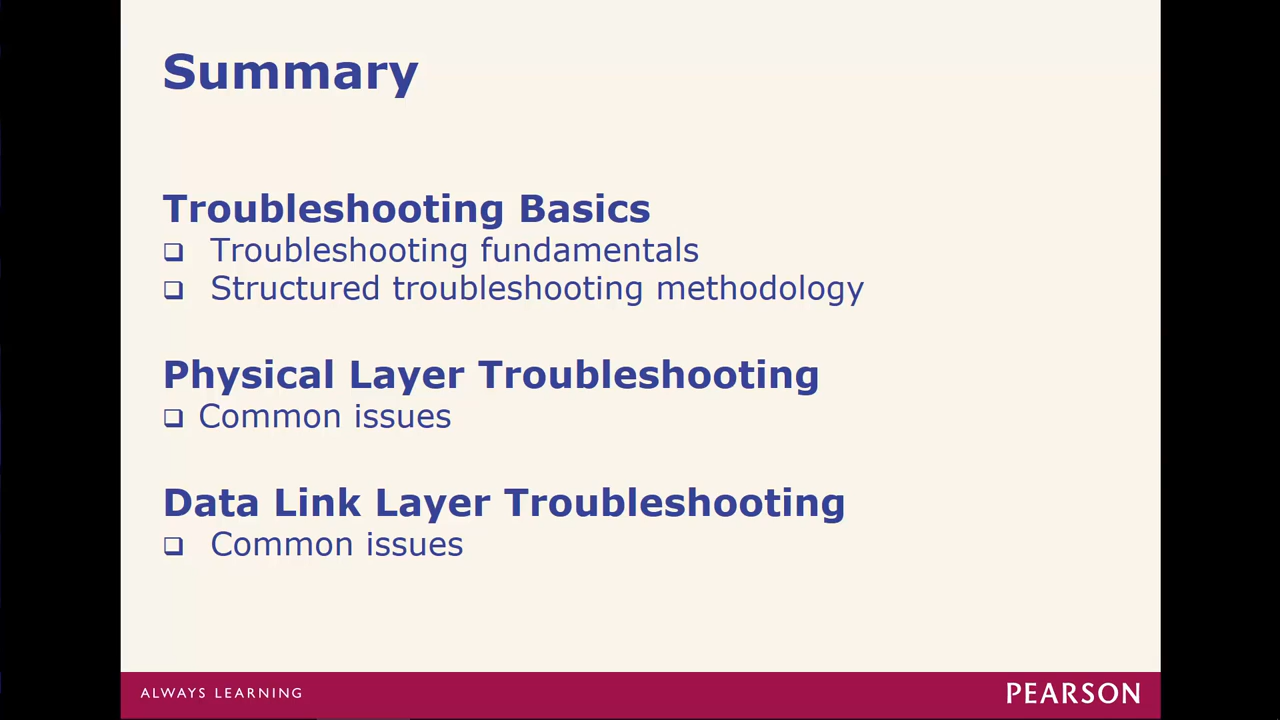 Summary
Troubleshooting Basics
❑ Troubleshooting fundamentals
❑ Structured troubleshooting methodology
Physical Layer Troubleshooting
❑ Common issues
Data Link Layer Troubleshooting
❑ Common issues
ALWAYS LEARNING
PEARSON